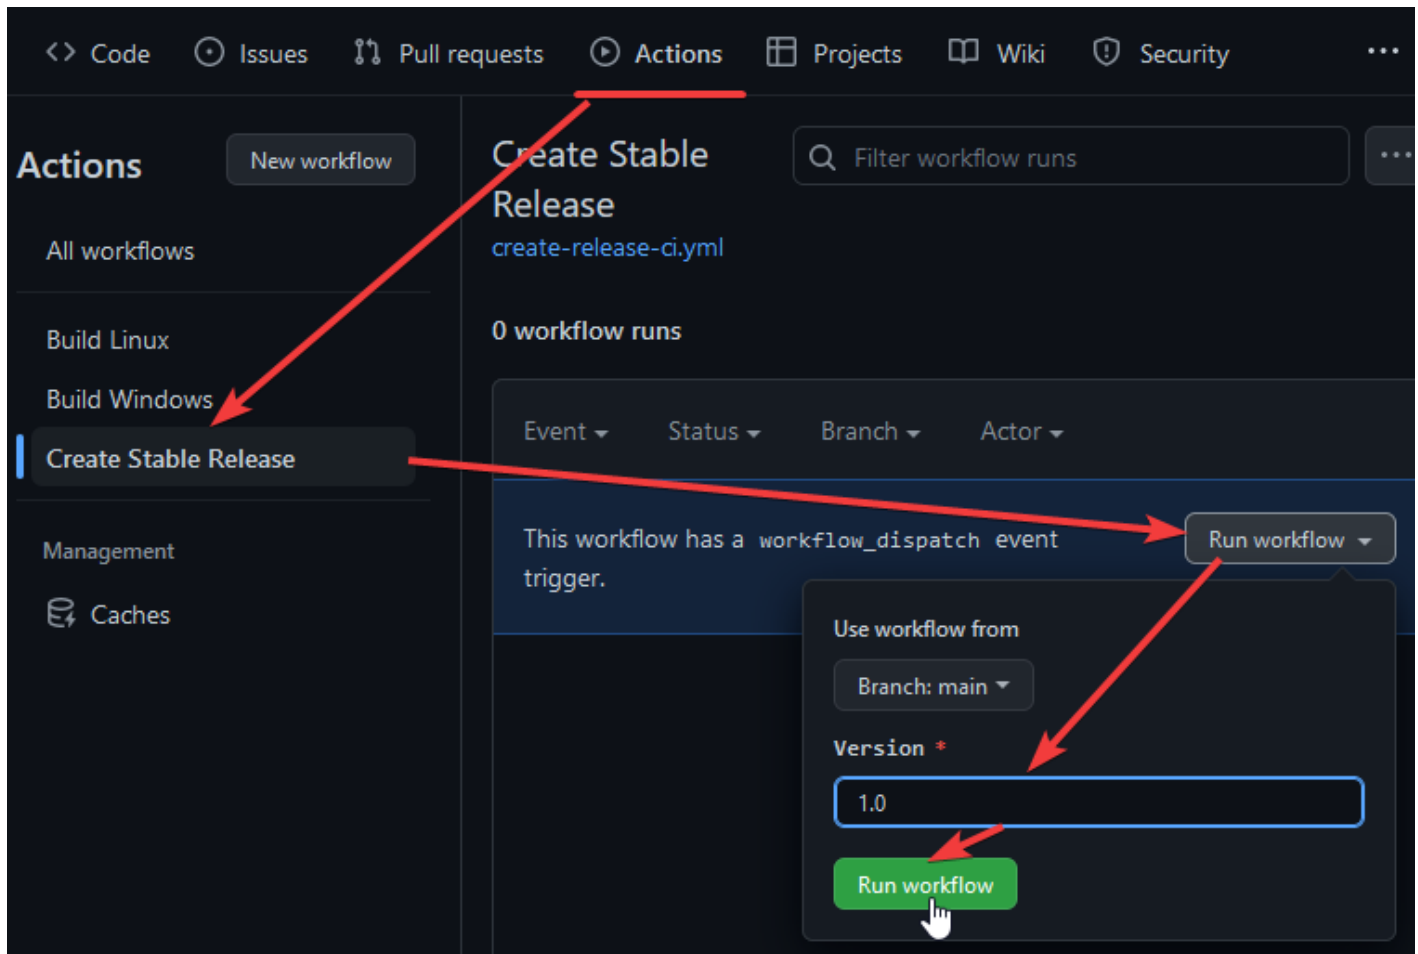 Code Issues Pull requests Actions Projects Wiki Security ...
Actions
New workflow
All workflows
Build Linux
Build Windows
Create Stable Release
Management
Caches
Create Stable
Release
create-release-ci.yml
Filter workflow runs
...
0 workflow runs
Event Status Branch Actor
This workflow has a workflow_dispatch event
trigger.
Run workflow
Use workflow from
Branch: main
Version *
1.0
Run workflow